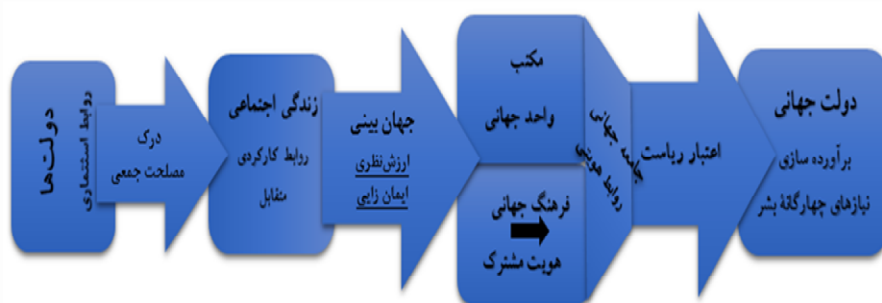 دولت‌ها
روابط استثماری
درک
مصلحت جمعی
زندگی اجتماعی
روابط کارکردی
متقابل
جهان بینی
ارزش‌نظری
ایمان زایی
مکتب
واحد جهانی
فرهنگ جهانی
هویت مشترک
جامعه جهانی
روابط هویتی
اعتبار ریاست
دولت جهانی
برآورده سازی
نیازهای چهارگانهٔ بشر